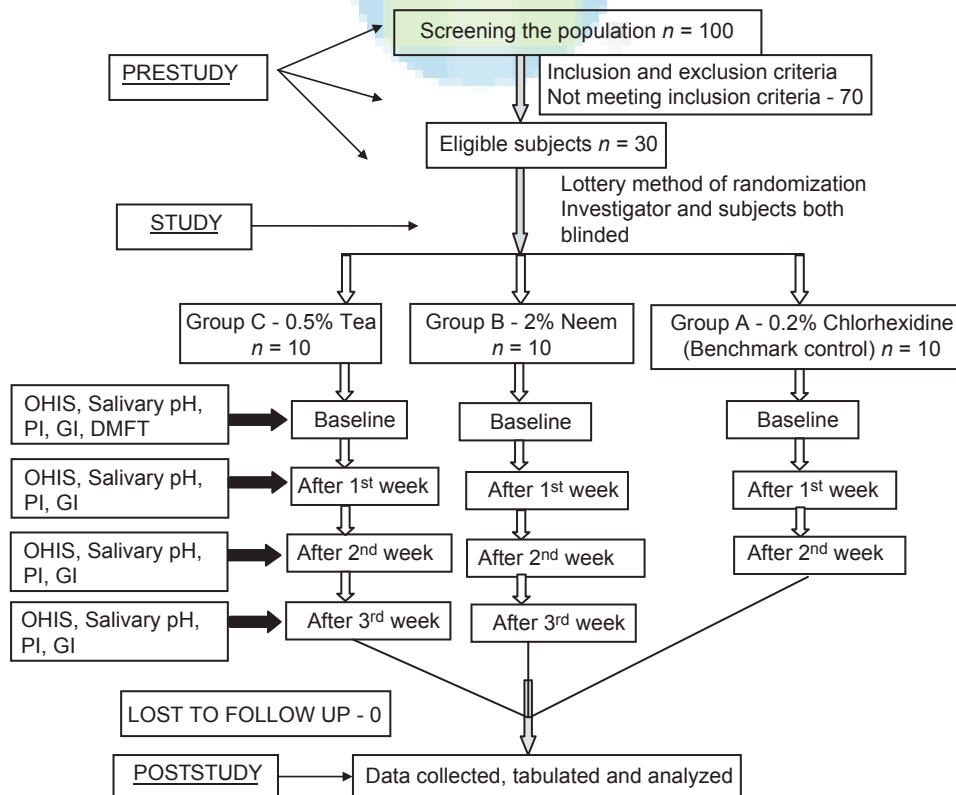 Screening the population n = 100
PRESTUDY
Inclusion and exclusion criteria
Not meeting inclusion criteria - 70
Eligible subjects n = 30
Lottery method of randomization
Investigator and subjects both
blinded
STUDY
Group C - 0.5% Tea
n = 10
Group B - 2% Neem
n = 10
Group A - 0.2% Chlorhexidine
(Benchmark control) n = 10
OHIS, Salivary pH,
PI, GI, DMFT
Baseline
Baseline
Baseline
OHIS, Salivary pH,
PI, GI
After 1st week
After 1st week
After 1st week
OHIS, Salivary pH,
PI, GI
After 2nd week
After 2nd week
After 2nd week
OHIS, Salivary pH,
PI, GI
After 3rd week
After 3rd week
LOST TO FOLLOW UP - 0
POSTSTUDY
Data collected, tabulated and analyzed